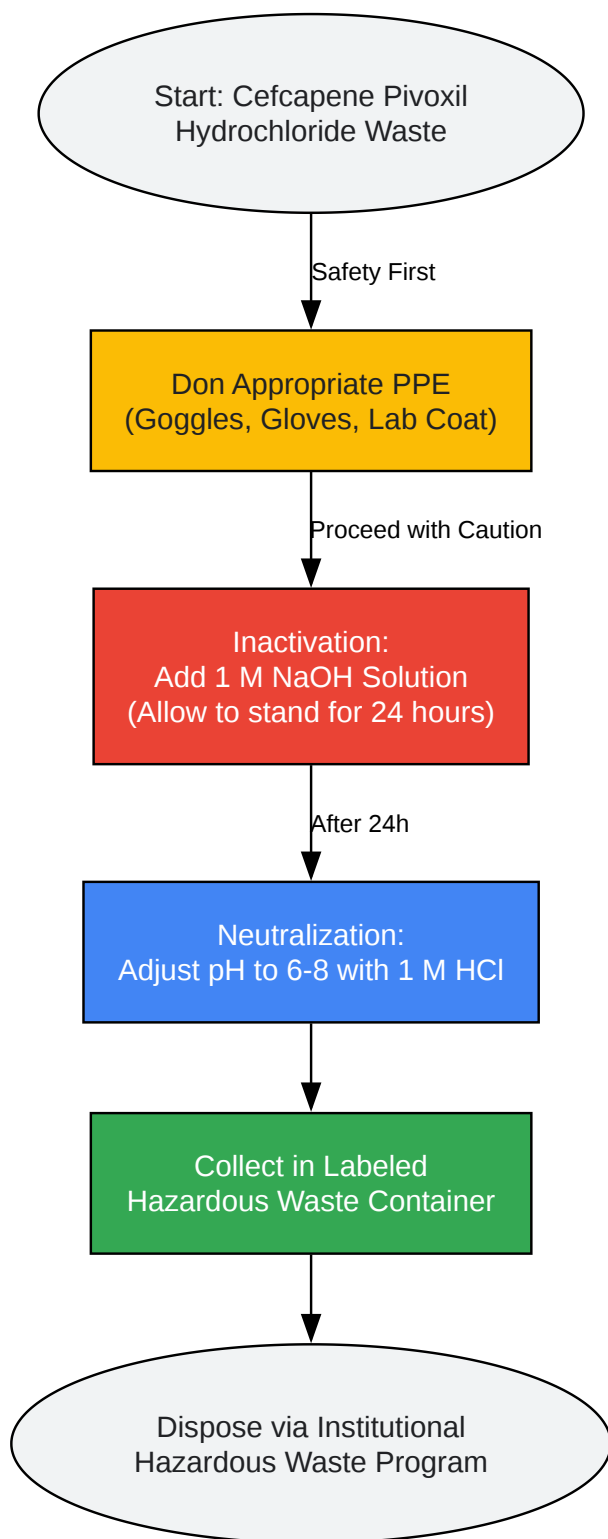 Start: Cefcapene Pivoxil
Hydrochloride Waste
Safety First
Don Appropriate PPE
(Goggles, Gloves, Lab Coat)
Proceed with Caution
Inactivation:
Add 1 M NaOH Solution
(Allow to stand for 24 hours)
After 24h
Neutralization:
Adjust pH to 6-8 with 1 M HCl
Collect in Labeled
Hazardous Waste Container
Dispose via Institutional
Hazardous Waste Program